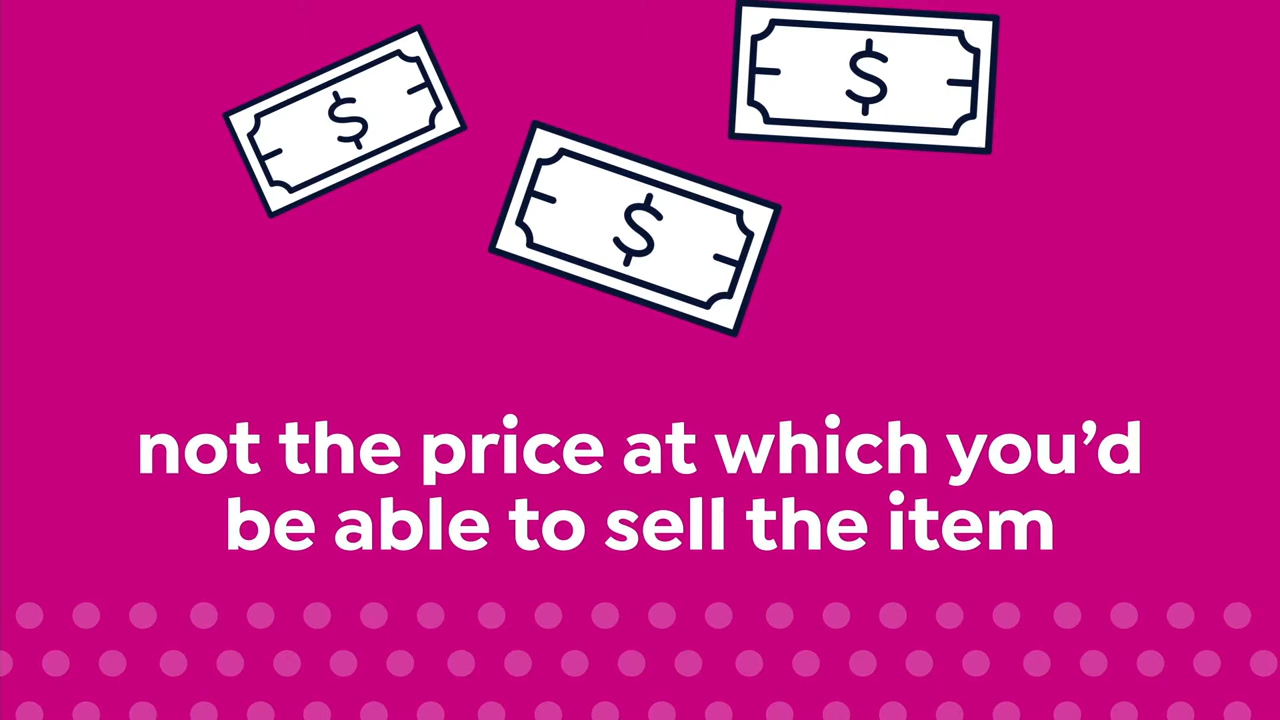 $
$
$
not the price at which you’d
be able to sell the item